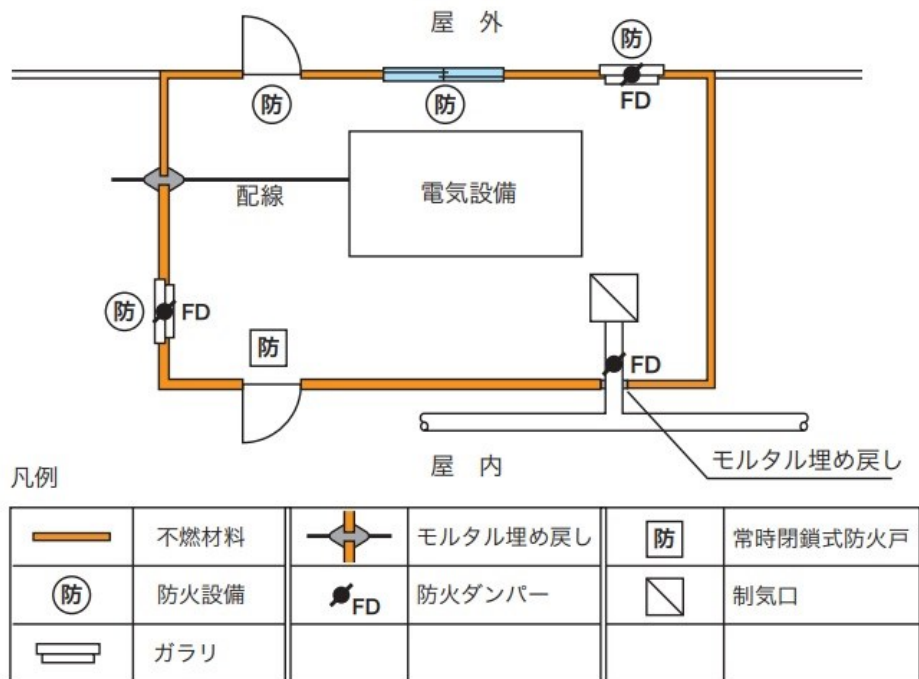 屋 外
防
防
防
FD
配線
電気設備
防
FD
防
FD
屋 内
モルタル埋め戻し
凡例
不燃材料
モルタル埋め戻し
防
常時閉鎖式防火戸
防
防火設備
FD
防火ダンパー
制気口
ガラリ